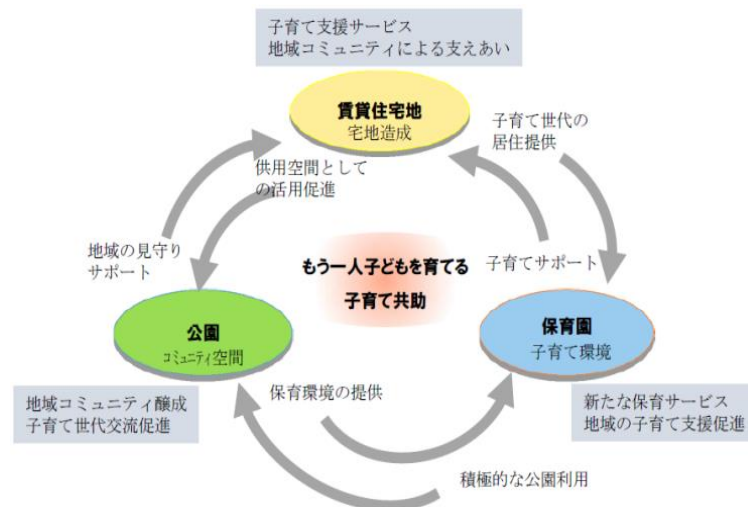 子育て支援サービス
地域コミュニティによる支えあい
賃貸住宅地
宅地造成
子育て世代の
居住提供
供用空間として
の活用促進
地域の見守り
サポート
もう一人子どもを育てる
子育て共助
子育てサポート
公園
コミュニティ空間
保育園
子育て環境
地域コミュニティ醸成
子育て世代交流促進
保育環境の提供
新たな保育サービス
地域の子育て支援促進
積極的な公園利用